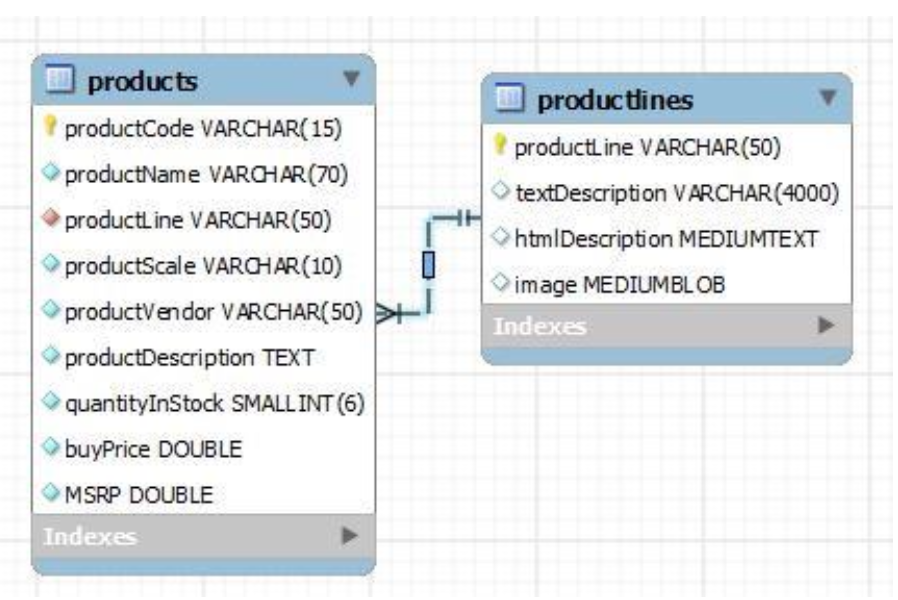 products
productCode VARCHAR(15)
productName VARCHAR(70)
productLine VARCHAR(50)
productScale VARCHAR(10)
productVendor VARCHAR(50)
productDescription TEXT
quantityInStock SMALLINT(6)
buyPrice DOUBLE
MSRP DOUBLE
Indexes
productlines
productLine VARCHAR(50)
textDescription VARCHAR(4000)
htmlDescription MEDIUMTEXT
image MEDIUMBLOB
Indexes